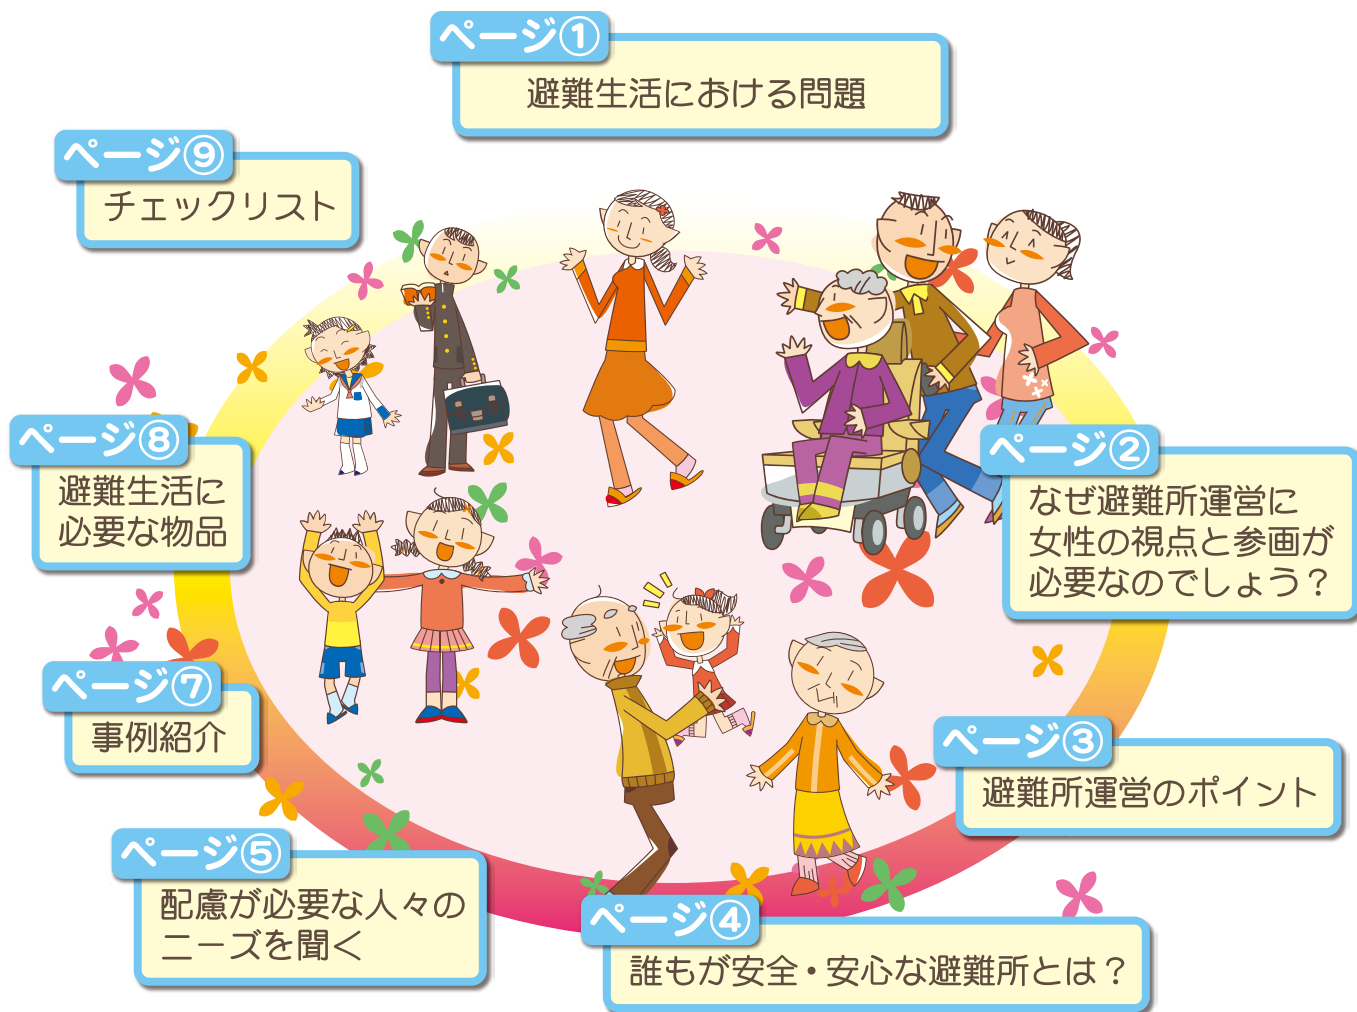 ページ①
避難生活における問題
ページ②
なぜ避難所運営に
女性の視点と参画が
必要なのでしょう？
ページ③
避難所運営のポイント
ページ④
誰もが安全・安心な避難所とは？
ページ⑤
配慮が必要な人々の
ニーズを聞く
ページ⑦
事例紹介
ページ⑧
避難生活に
必要な物品
ページ⑨
チェックリスト